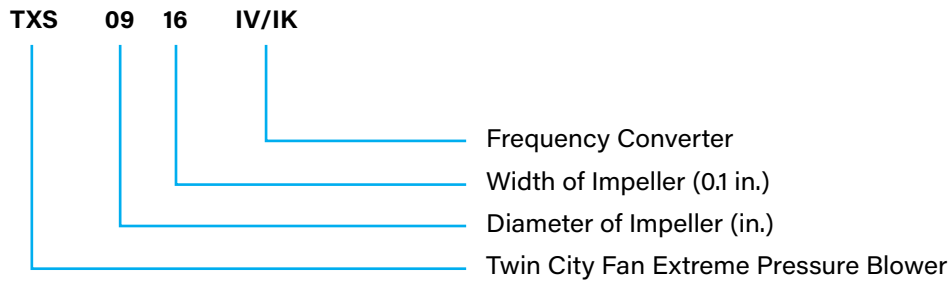 TXS 09 16 IV/IK
Frequency Converter
Width of Impeller (0.1 in.)
Diameter of Impeller (in.)
Twin City Fan Extreme Pressure Blower